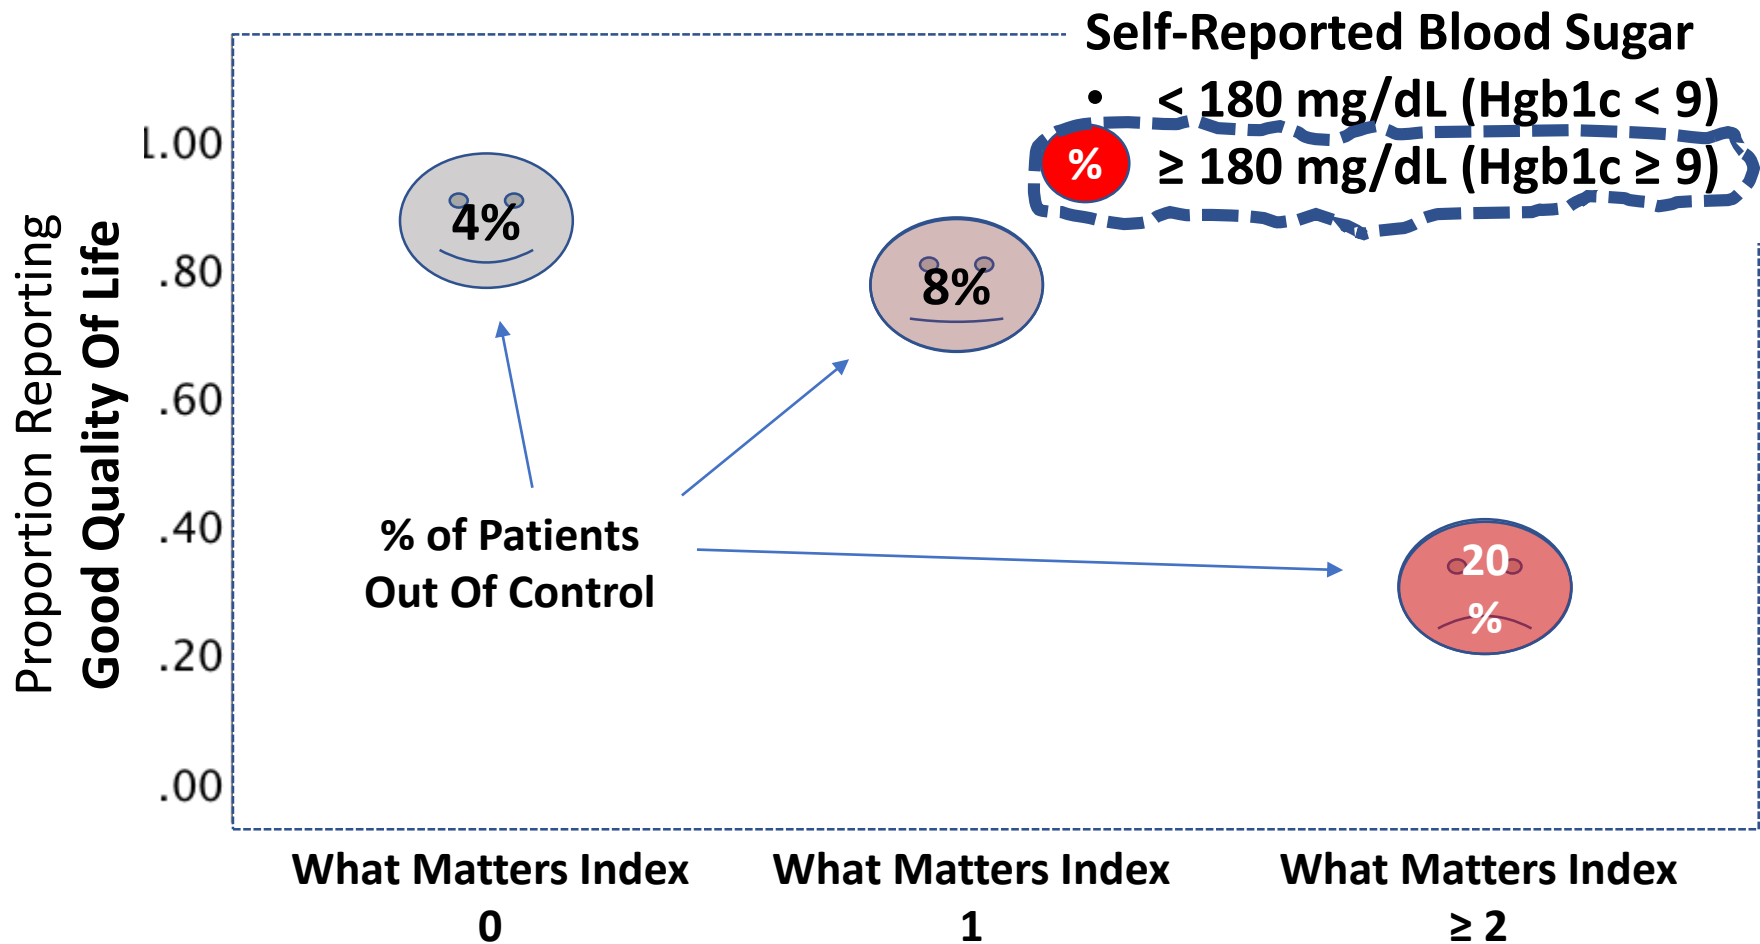 Self-Reported Blood Sugar
• < 180 mg/dL (Hgb1c < 9)
% ≥ 180 mg/dL (Hgb1c ≥ 9)
Proportion Reporting
Good Quality Of Life
1.00
.80
.60
.40
.20
.00
4%
8%
20
%
% of Patients
Out Of Control
What Matters Index
0
What Matters Index
1
What Matters Index
≥ 2